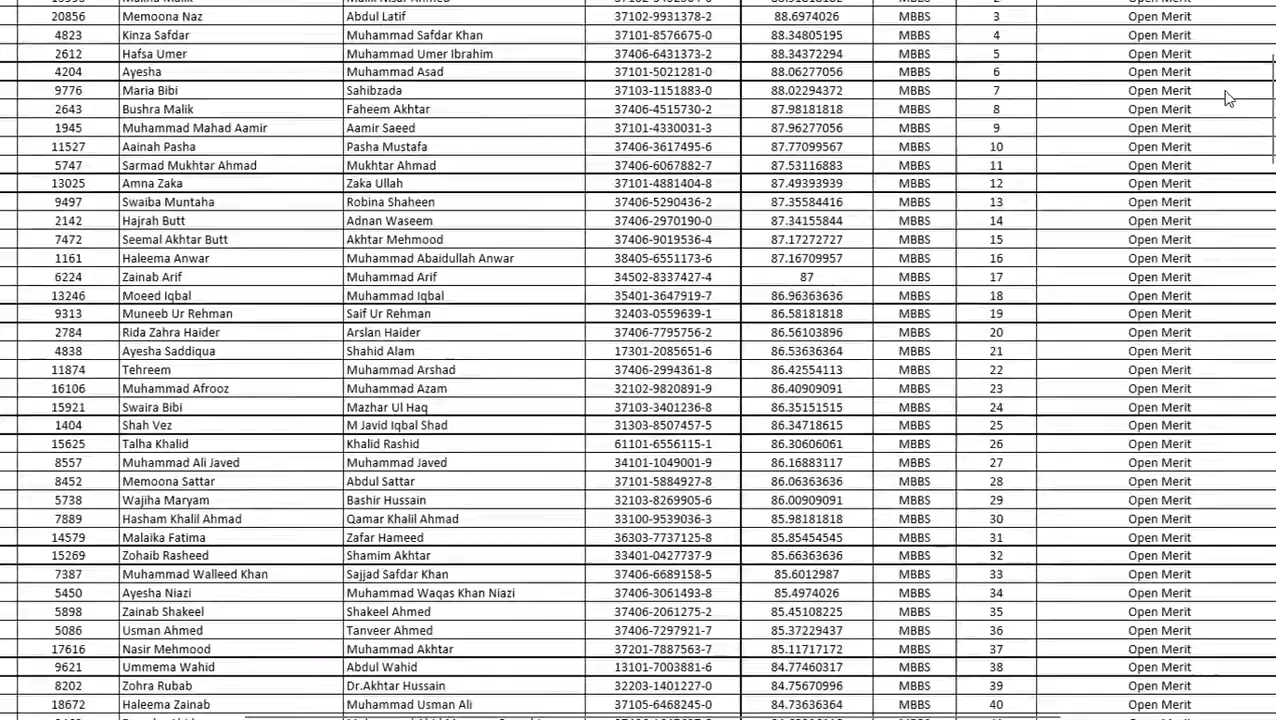 20856 Memoona Naz Abdul Latif 37102-9931378-2 88.6974026 MBBS 3 Open Merit
4823 Kinza Safdar Muhammad Safdar Khan 37101-8576675-0 88.34805195 MBBS 4 Open Merit
2612 Hafsa Umer Muhammad Umer Ibrahim 37406-6431373-2 88.34372294 MBBS 5 Open Merit
4204 Ayesha Muhammad Asad 37101-5021281-0 88.06277056 MBBS 6 Open Merit
9776 Maria Bibi Sahibzada 37103-1151883-0 88.02294372 MBBS 7 Open Merit
2643 Bushra Malik Faheem Akhtar 37406-4515730-2 87.98181818 MBBS 8 Open Merit
1945 Muhammad Mahad Aamir Aamir Saeed 37101-4330031-3 87.96277056 MBBS 9 Open Merit
11527 Aainah Pasha Pasha Mustafa 37406-3617495-6 87.77099567 MBBS 10 Open Merit
5747 Sarmad Mukhtar Ahmad Mukhtar Ahmad 37406-6067882-7 87.53116883 MBBS 11 Open Merit
13025 Amna Zaka Zaka Ullah 37101-4881404-8 87.49393939 MBBS 12 Open Merit
9497 Swaiba Muntaha Robina Shaheen 37406-5290436-2 87.35584416 MBBS 13 Open Merit
2142 Hajrah Butt Adnan Waseem 37406-2970190-0 87.34155844 MBBS 14 Open Merit
7472 Seemal Akhtar Butt Akhtar Mehmood 37406-9019536-4 87.17272727 MBBS 15 Open Merit
1161 Haleema Anwar Muhammad Abaidullah Anwar 38405-6551173-6 87.16709957 MBBS 16 Open Merit
6224 Zainab Arif Muhammad Arif 34502-8337427-4 87 MBBS 17 Open Merit
13246 Moeed Iqbal Muhammad Iqbal 35401-3647919-7 86.96363636 MBBS 18 Open Merit
9313 Muneeb Ur Rehman Saif Ur Rehman 32403-0559639-1 86.58181818 MBBS 19 Open Merit
2784 Rida Zahra Haider Arslan Haider 37406-7795756-2 86.56103896 MBBS 20 Open Merit
4838 Ayesha Saddiqua Shahid Alam 17301-2085651-6 86.53636364 MBBS 21 Open Merit
11874 Tehreem Muhammad Arshad 37406-2994361-8 86.42554113 MBBS 22 Open Merit
16106 Muhammad Afrooz Muhammad Azam 32102-9820891-9 86.40909091 MBBS 23 Open Merit
15921 Swaira Bibi Mazhar Ul Haq 37103-3401236-8 86.35151515 MBBS 24 Open Merit
1404 Shah Vez M Javid Iqbal Shad 31303-8507457-5 86.34718615 MBBS 25 Open Merit
15625 Talha Khalid Khalid Rashid 61101-6556115-1 86.30606061 MBBS 26 Open Merit
8557 Muhammad Ali Javed Muhammad Javed 34101-1049001-9 86.16883117 MBBS 27 Open Merit
8452 Memoona Sattar Abdul Sattar 37101-5884927-8 86.06363636 MBBS 28 Open Merit
5738 Wajiha Maryam Bashir Hussain 32103-8269905-6 86.00909091 MBBS 29 Open Merit
7889 Hasham Khalil Ahmad Qamar Khalil Ahmad 33100-9539036-3 85.98181818 MBBS 30 Open Merit
14579 Malaika Fatima Zafar Hameed 36303-7737125-8 85.85454545 MBBS 31 Open Merit
15269 Zohaib Rasheed Shamim Akhtar 33401-0427737-9 85.66363636 MBBS 32 Open Merit
7387 Muhammad Walleed Khan Sajjad Safdar Khan 37406-6689158-5 85.6012987 MBBS 33 Open Merit
5450 Ayesha Niazi Muhammad Waqas Khan Niazi 37406-3061493-8 85.4974026 MBBS 34 Open Merit
5898 Zainab Shakeel Shakeel Ahmed 37406-2061275-2 85.45108225 MBBS 35 Open Merit
5086 Usman Ahmed Tanveer Ahmed 37406-7297921-7 85.37229437 MBBS 36 Open Merit
17616 Nasir Mehmood Muhammad Akhtar 37201-7887563-7 85.11717172 MBBS 37 Open Merit
9621 Ummema Wahid Abdul Wahid 13101-7003881-6 84.77460317 MBBS 38 Open Merit
8202 Zohra Rubab Dr.Akhtar Hussain 32203-1401227-0 84.75670996 MBBS 39 Open Merit
18672 Haleema Zainab Muhammad Usman Ali 37105-6468245-0 84.73636364 MBBS 40 Open Merit